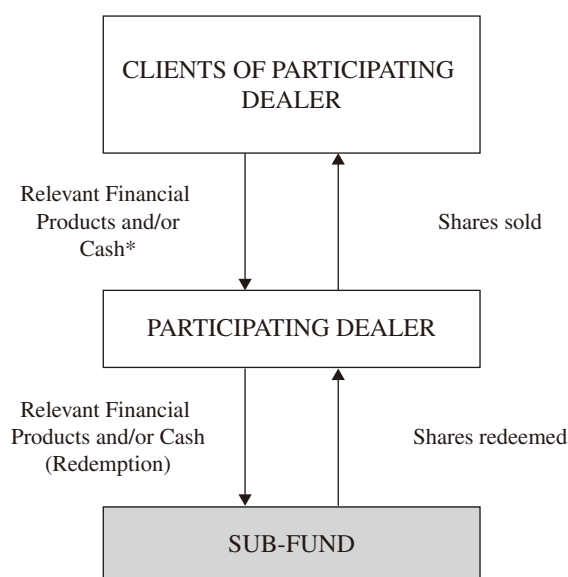 CLIENTS OF PARTICIPATING
DEALER
Relevant Financial
Products and/or
Cash*
Shares sold
PARTICIPATING DEALER
Relevant Financial
Products and/or Cash
(Redemption)
Shares redeemed
SUB-FUND